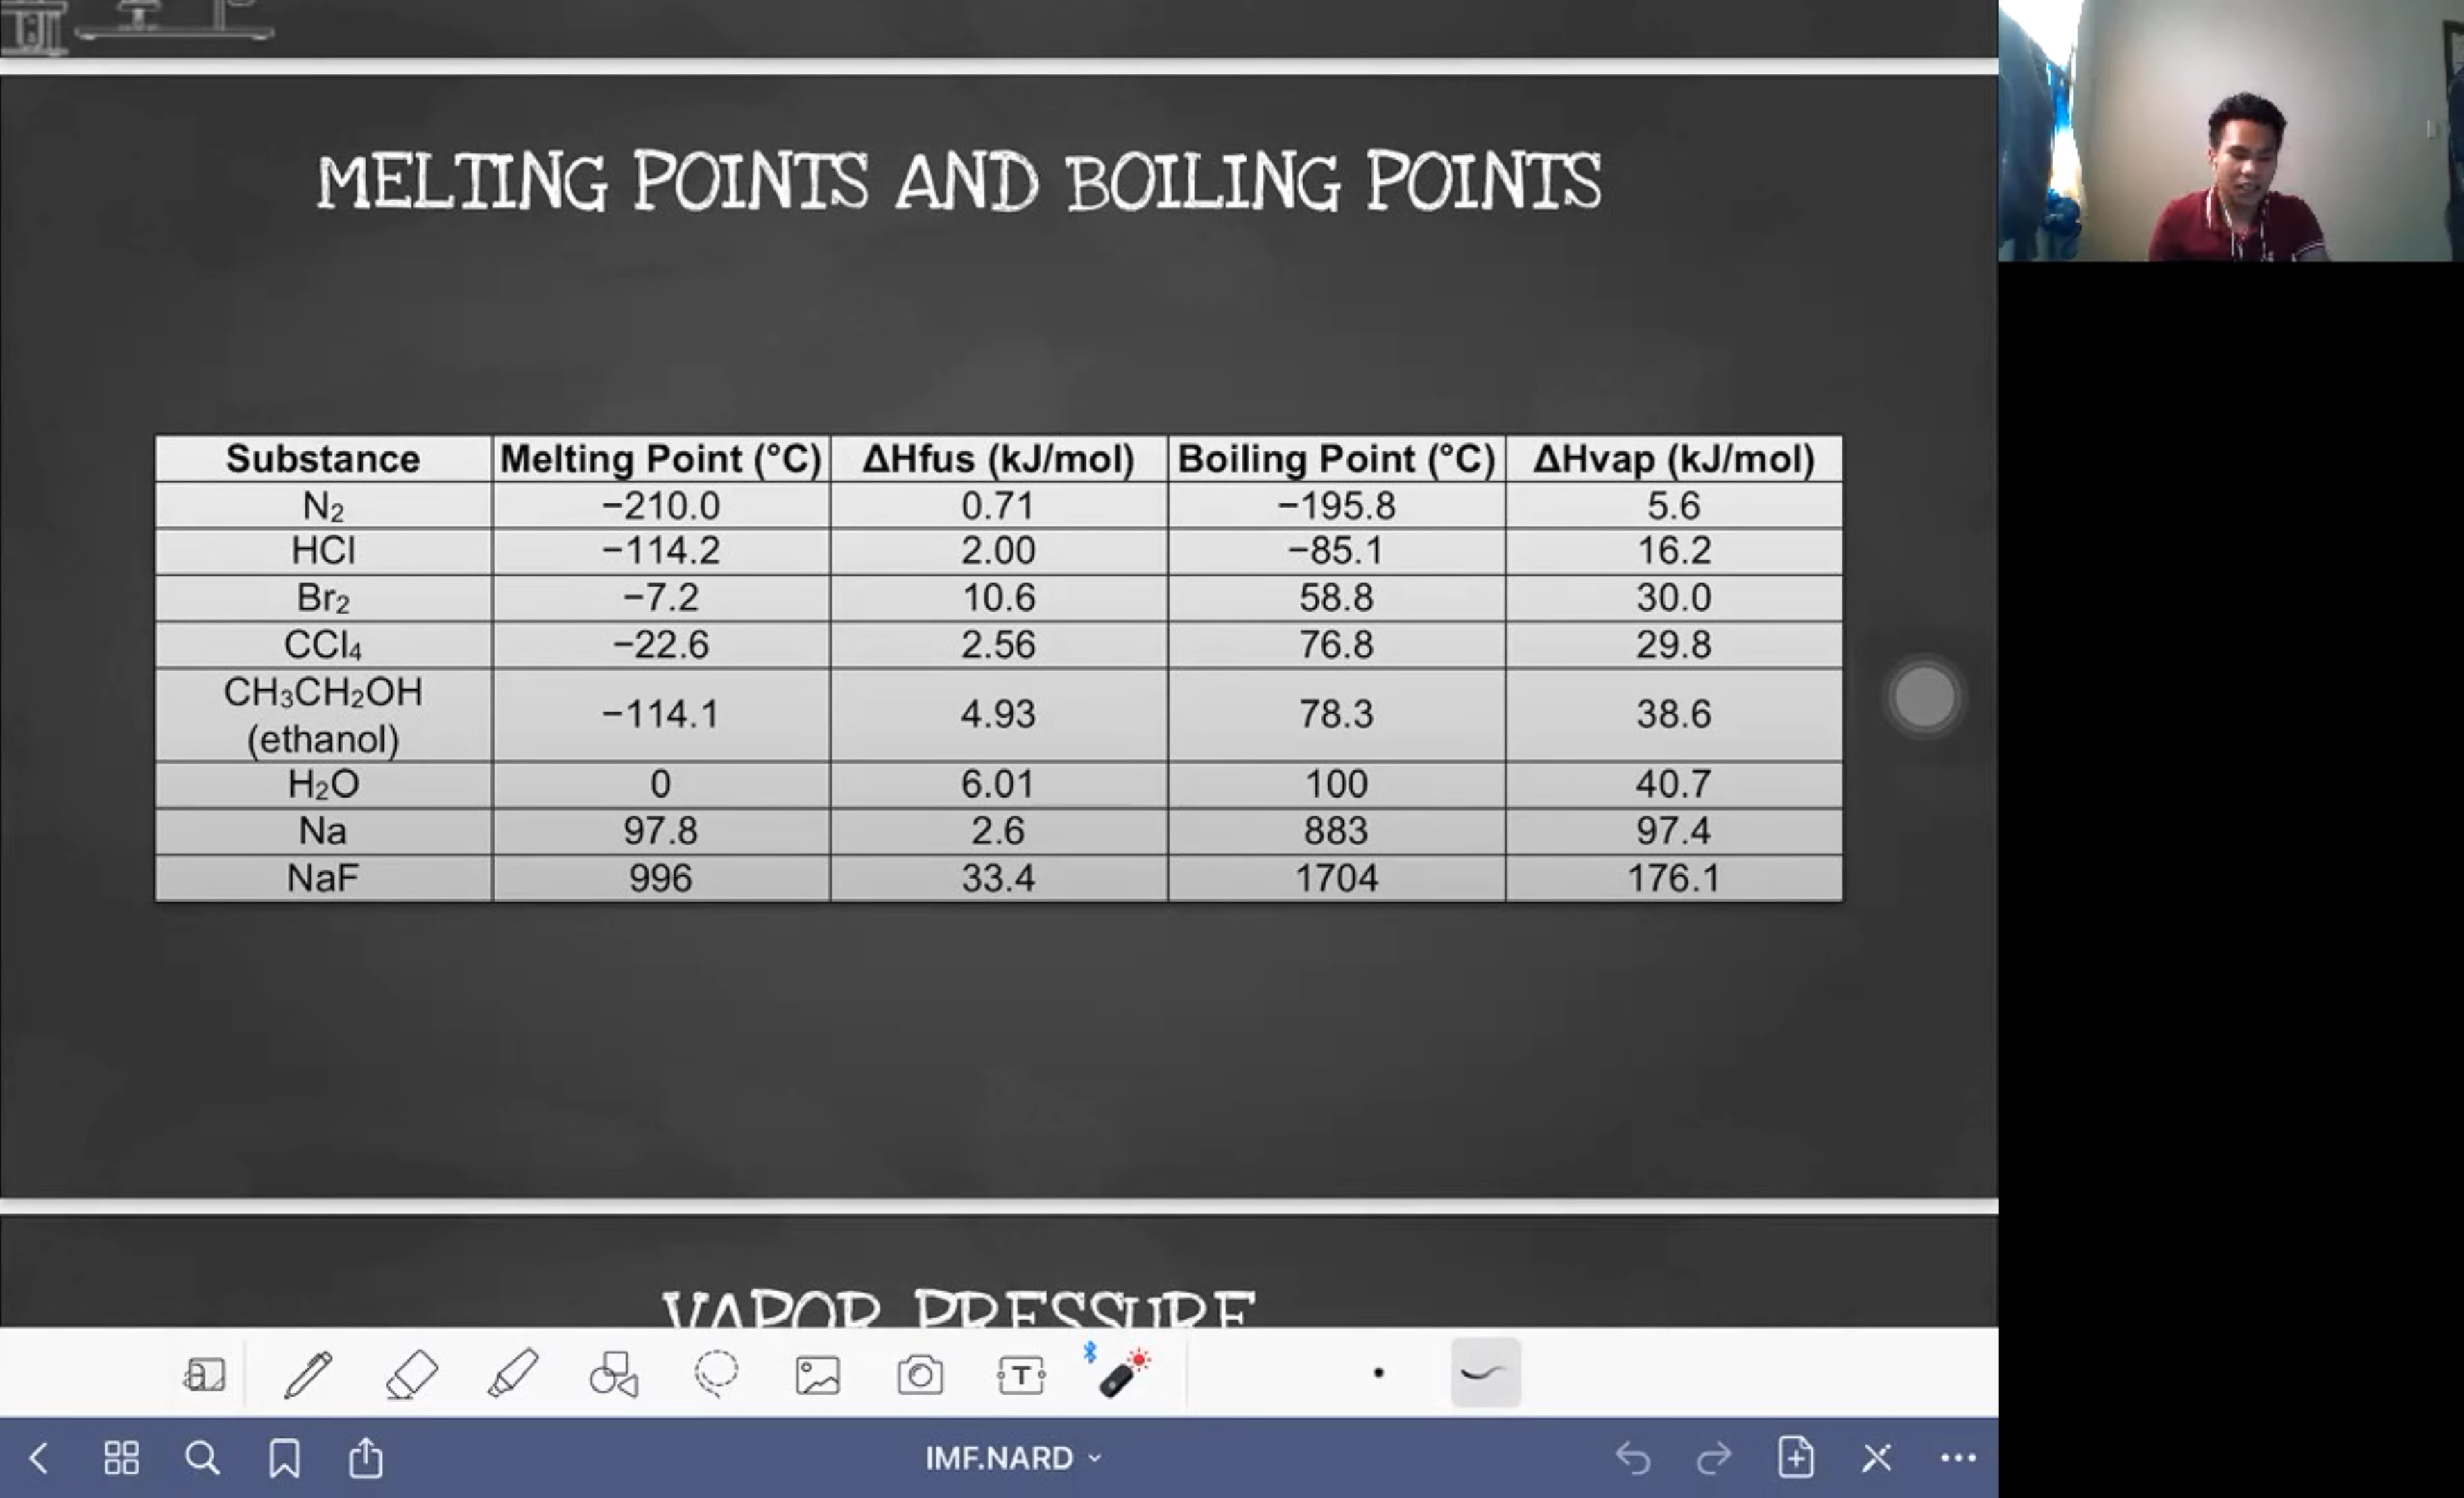 MELTING POINTS AND BOILING POINTS
Substance Melting Point (°C) ΔHfus (kJ/mol) Boiling Point (°C) ΔHvap (kJ/mol)
N₂ −210.0 0.71 −195.8 5.6
HCl −114.2 2.00 −85.1 16.2
Br₂ −7.2 10.6 58.8 30.0
CCl₄ −22.6 2.56 76.8 29.8
CH₃CH₂OH (ethanol) −114.1 4.93 78.3 38.6
H₂O 0 6.01 100 40.7
Na 97.8 2.6 883 97.4
NaF 996 33.4 1704 176.1
VAPOR PRESSURE
IMF.NARD